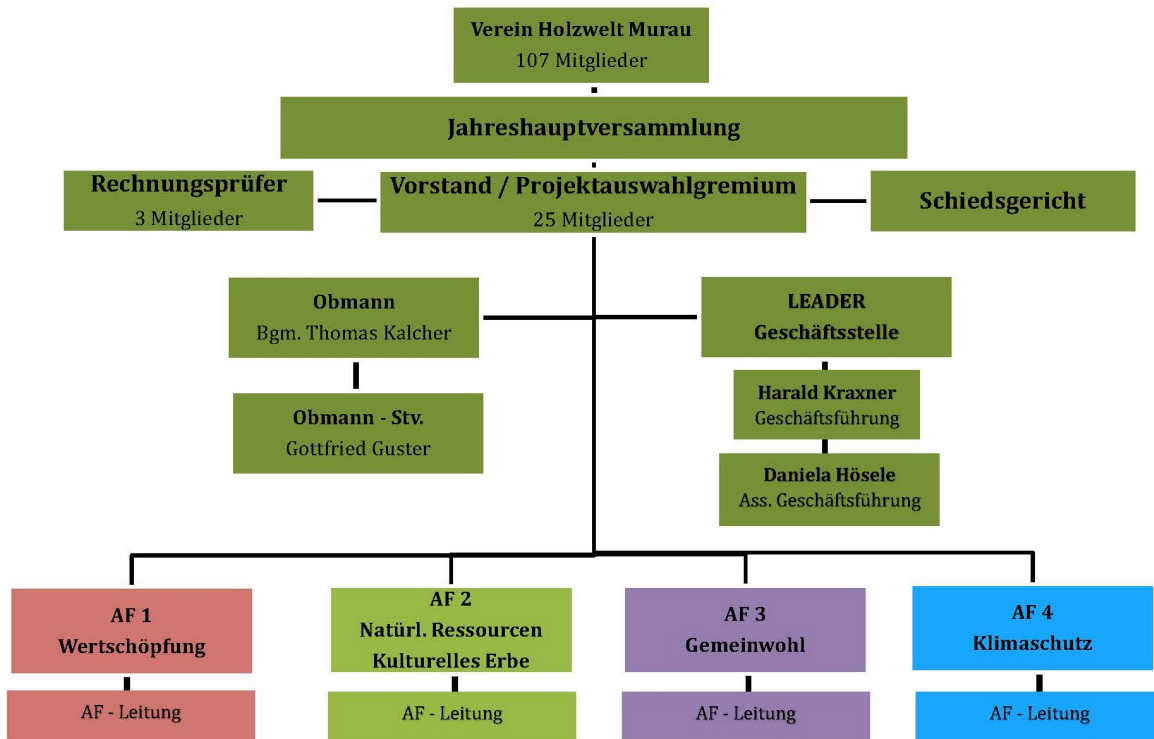 Verein Holzwelt Murau
107 Mitglieder
Jahreshauptversammlung
Rechnungsprüfer
3 Mitglieder
Vorstand / Projektauswahlgremium
25 Mitglieder
Schiedsgericht
Obmann
Bgm. Thomas Kalcher
LEADER
Geschäftsstelle
Obmann - Stv.
Gottfried Guster
Harald Kraxner
Geschäftsführung
Daniela Hösele
Ass. Geschäftsführung
AF 1
Wertschöpfung
AF 2
Natürl. Ressourcen
Kulturelles Erbe
AF 3
Gemeinwohl
AF 4
Klimaschutz
AF - Leitung
AF - Leitung
AF - Leitung
AF - Leitung